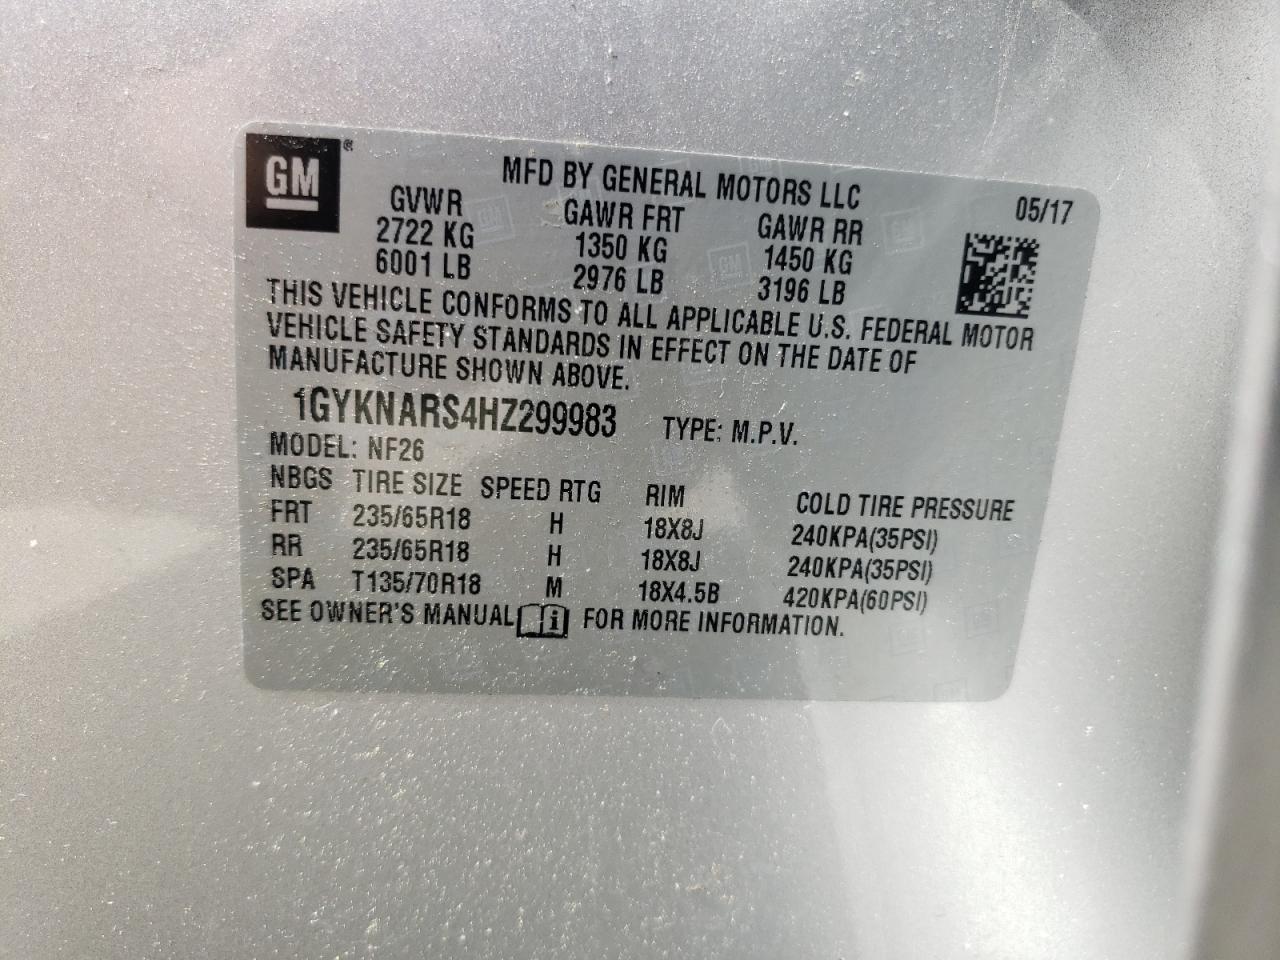 GM ®
MFD BY GENERAL MOTORS LLC 05/17
GVWR GAWR FRT GAWR RR
2722 KG 1350 KG 1450 KG
6001 LB 2976 LB 3196 LB
THIS VEHICLE CONFORMS TO ALL APPLICABLE U.S. FEDERAL MOTOR
VEHICLE SAFETY STANDARDS IN EFFECT ON THE DATE OF
MANUFACTURE SHOWN ABOVE.
1GYKNARS4HZ299983 TYPE: M.P.V.
MODEL: NF26
NBGS TIRE SIZE SPEED RTG RIM COLD TIRE PRESSURE
FRT 235/65R18 H 18X8J 240KPA(35PSI)
RR 235/65R18 H 18X8J 240KPA(35PSI)
SPA T135/70R18 M 18X4.5B 420KPA(60PSI)
SEE OWNER'S MANUAL i FOR MORE INFORMATION.